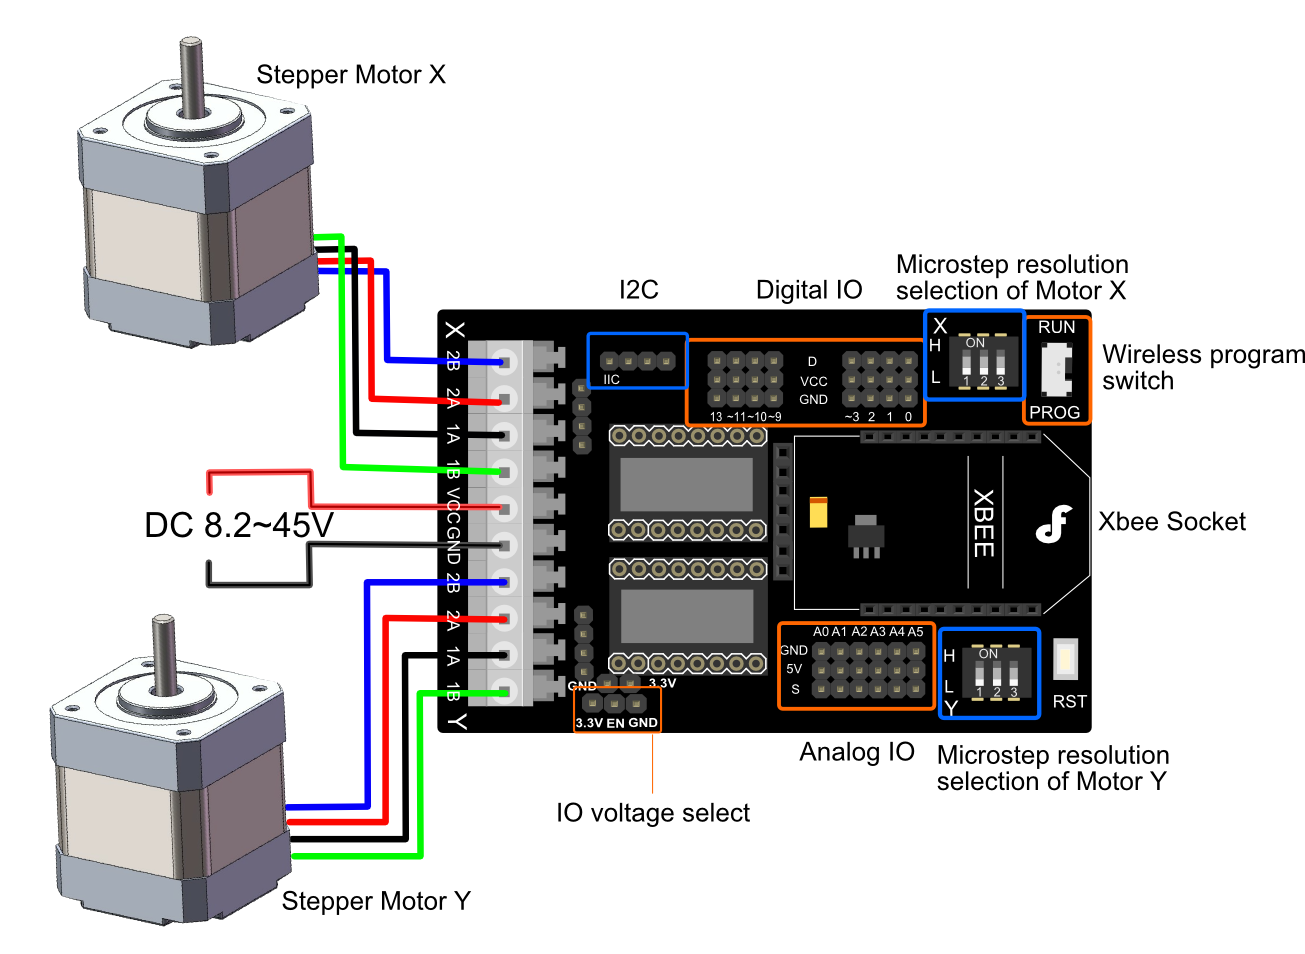 Stepper Motor X
I2C
Digital IO
Microstep resolution
selection of Motor X
Wireless program
switch
X
2B
2A
1A
1B
VCC
GND
2B
2A
1A
1B
Y
DC 8.2~45V
IIC
D
VCC
GND
13 ~11 ~10 ~9
~3 2 1 0
X
H
L
ON
1 2 3
RUN
PROG
XBEE
Xbee Socket
A0 A1 A2 A3 A4 A5
GND
5V
S
H
L
Y
ON
1 2 3
RST
GND
3.3V
3.3V EN GND
Analog IO
Microstep resolution
selection of Motor Y
IO voltage select
Stepper Motor Y